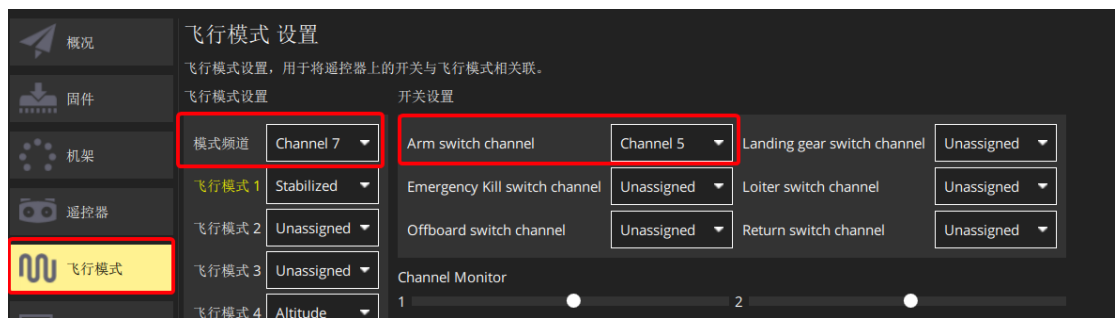 概况
固件
机架
遥控器
飞行模式
飞行模式 设置
飞行模式设置，用于将遥控器上的开关与飞行模式相关联。
飞行模式设置
模式频道 Channel 7
飞行模式 1 Stabilized
飞行模式 2 Unassigned
飞行模式 3 Unassigned
飞行模式 4 Altitude
开关设置
Arm switch channel Channel 5 Landing gear switch channel Unassigned
Emergency Kill switch channel Unassigned Loiter switch channel Unassigned
Offboard switch channel Unassigned Return switch channel Unassigned
Channel Monitor
1 2